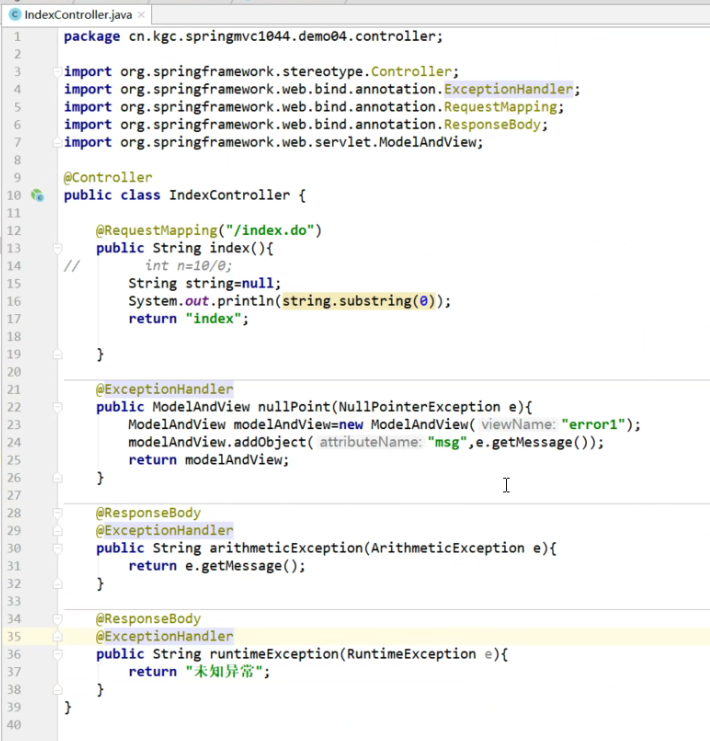 IndexController.java
1 package cn.kgc.springmvc1044.demo04.controller;
2
3 import org.springframework.stereotype.Controller;
4 import org.springframework.web.bind.annotation.ExceptionHandler;
5 import org.springframework.web.bind.annotation.RequestMapping;
6 import org.springframework.web.bind.annotation.ResponseBody;
7 import org.springframework.web.servlet.ModelAndView;
8
9 @Controller
10 public class IndexController {
11
12     @RequestMapping("/index.do")
13     public String index(){
14 //        int n=10/0;
15         String string=null;
16         System.out.println(string.substring(0));
17         return "index";
18
19     }
20
21     @ExceptionHandler
22     public ModelAndView nullPoint(NullPointerException e){
23         ModelAndView modelAndView=new ModelAndView( viewName: "error1");
24         modelAndView.addObject( attributeName: "msg",e.getMessage());
25         return modelAndView;
26     }
27
28     @ResponseBody
29     @ExceptionHandler
30     public String arithmeticException(ArithmeticException e){
31         return e.getMessage();
32     }
33
34     @ResponseBody
35     @ExceptionHandler
36     public String runtimeException(RuntimeException e){
37         return "未知异常";
38     }
39 }
40